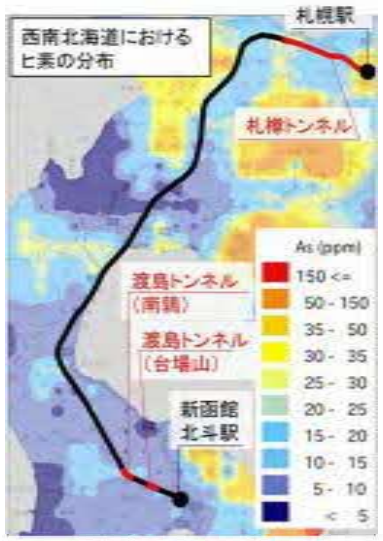 札幌駅
西南北海道における
ヒ素の分布
札樽トンネル
渡島トンネル
(南鶉)
渡島トンネル
(台場山)
新函館
北斗駅
As (ppm)
150 <=
50 - 150
35 - 50
30 - 35
25 - 30
20 - 25
15 - 20
10 - 15
5 - 10
< 5